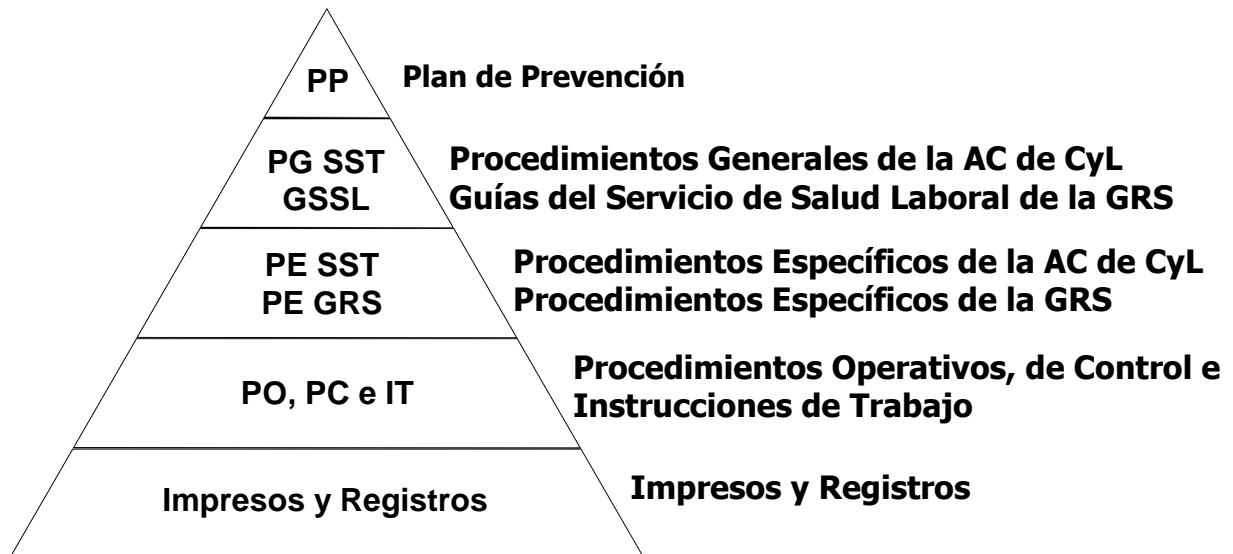 PP
Plan de Prevención
PG SST
GSSL
Procedimientos Generales de la AC de CyL
Guías del Servicio de Salud Laboral de la GRS
PE SST
PE GRS
Procedimientos Específicos de la AC de CyL
Procedimientos Específicos de la GRS
PO, PC e IT
Procedimientos Operativos, de Control e
Instrucciones de Trabajo
Impresos y Registros
Impresos y Registros